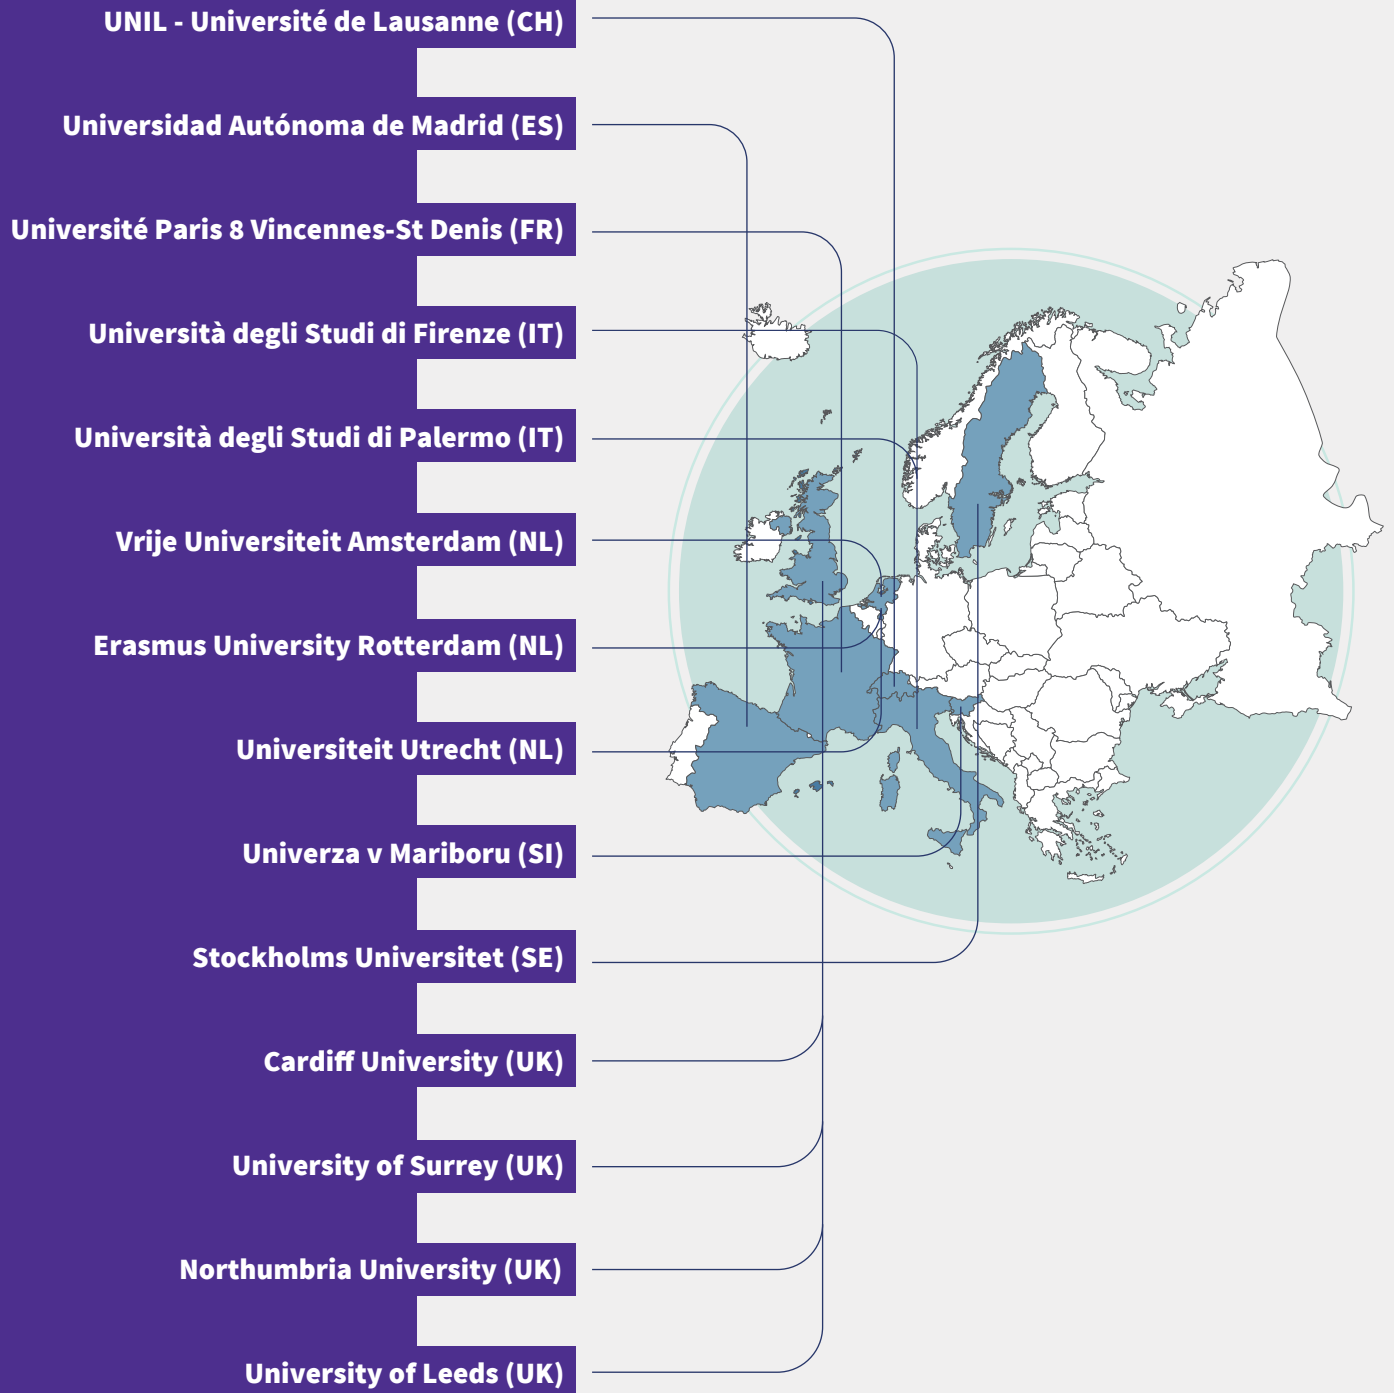 UNIL - Université de Lausanne (CH)
Universidad Autónoma de Madrid (ES)
Université Paris 8 Vincennes-St Denis (FR)
Università degli Studi di Firenze (IT)
Università degli Studi di Palermo (IT)
Vrije Universiteit Amsterdam (NL)
Erasmus University Rotterdam (NL)
Universiteit Utrecht (NL)
Univerza v Mariboru (SI)
Stockholms Universitet (SE)
Cardiff University (UK)
University of Surrey (UK)
Northumbria University (UK)
University of Leeds (UK)